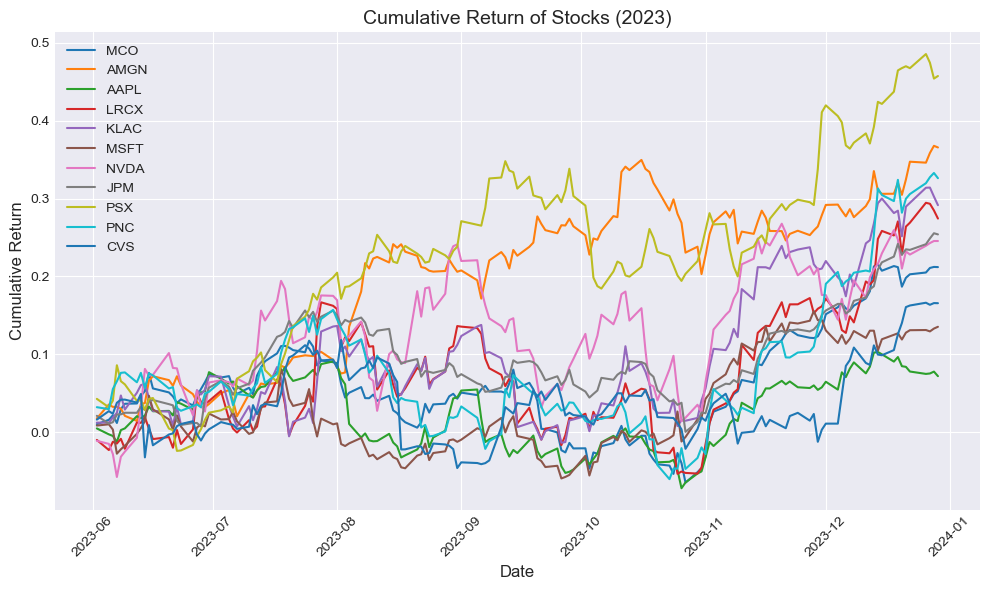 Cumulative Return of Stocks (2023)
Cumulative Return
0.5
0.4
0.3
0.2
0.1
0.0
MCO
AMGN
AAPL
LRCX
KLAC
MSFT
NVDA
JPM
PSX
PNC
CVS
2023-06
2023-07
2023-08
2023-09
2023-10
2023-11
2023-12
2024-01
Date